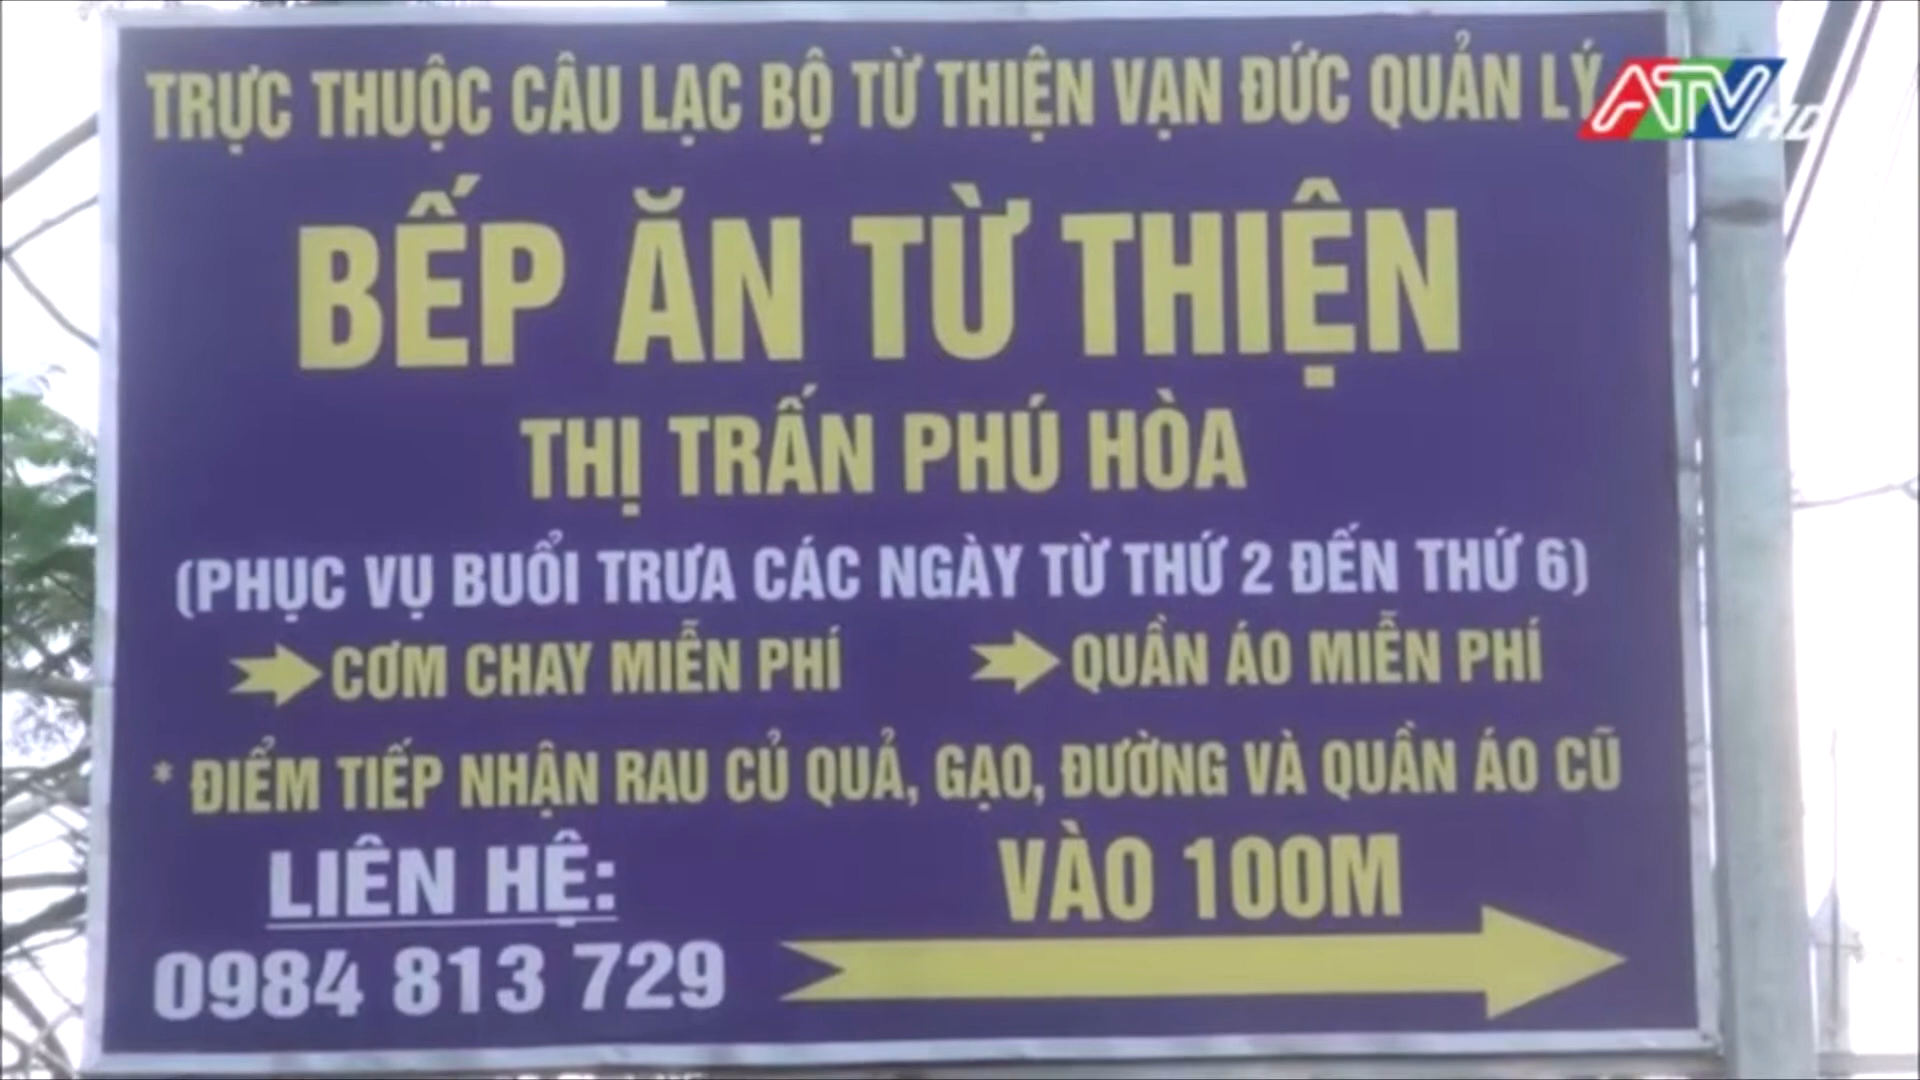 TRỰC THUỘC CÂU LẠC BỘ TỪ THIỆN VẠN ĐỨC QUẢN LÝ
ATV HD
BẾP ĂN TỪ THIỆN
THỊ TRẤN PHÚ HÒA
(PHỤC VỤ BUỔI TRƯA CÁC NGÀY TỪ THỨ 2 ĐẾN THỨ 6)
CƠM CHAY MIỄN PHÍ QUẦN ÁO MIỄN PHÍ
* ĐIỂM TIẾP NHẬN RAU CỦ QUẢ, GẠO, ĐƯỜNG VÀ QUẦN ÁO CŨ
LIÊN HỆ: VÀO 100M
0984 813 729